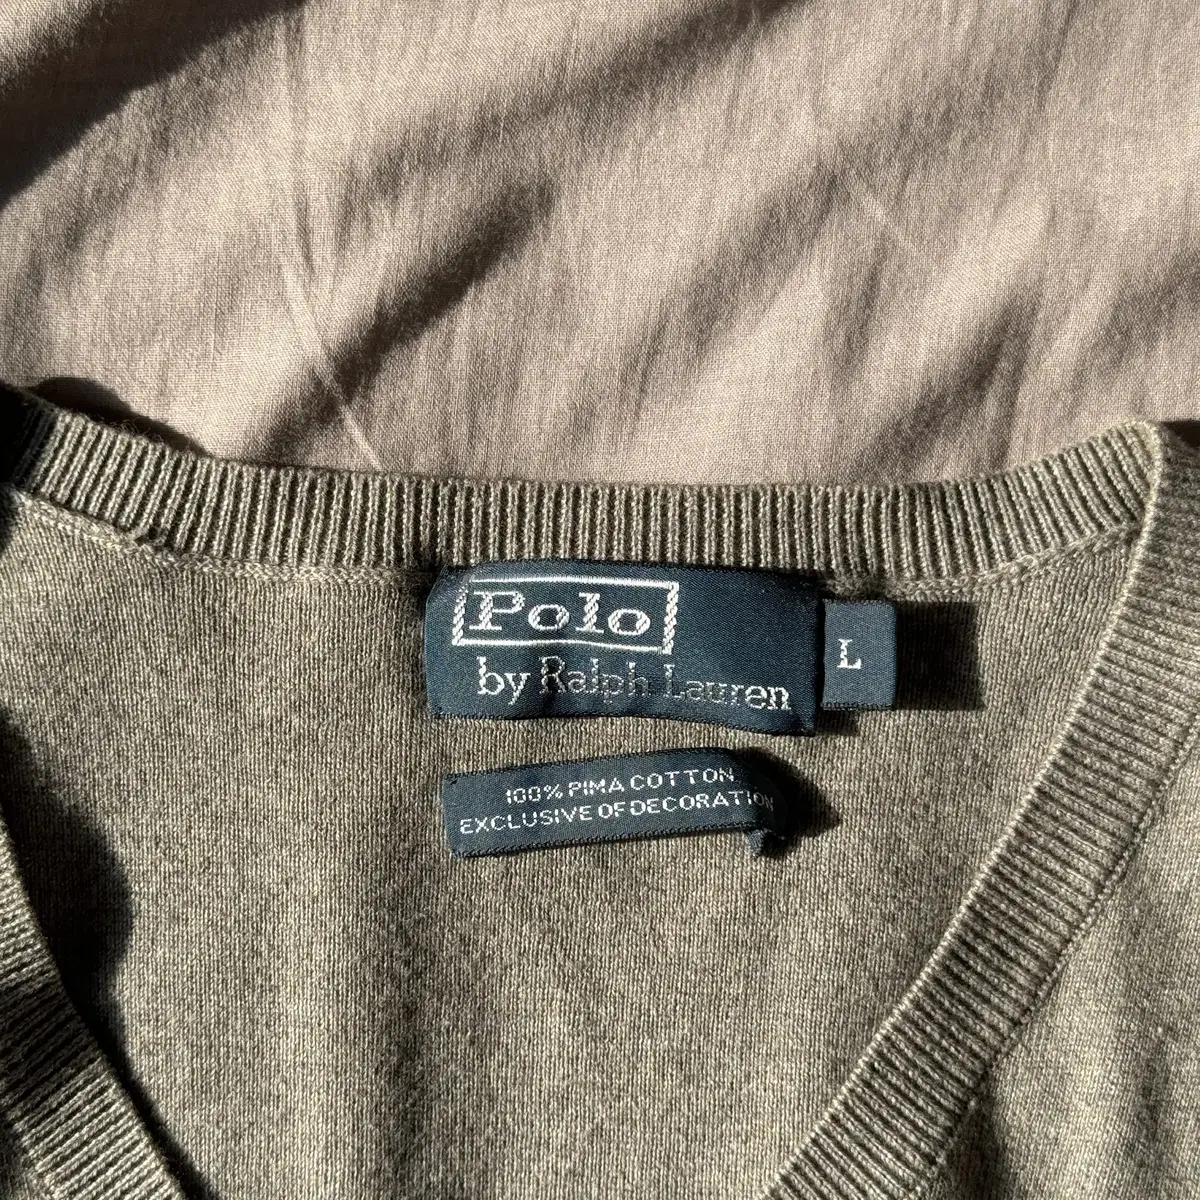 Polo
by Ralph Lauren
L
100% PIMA COTTON
EXCLUSIVE OF DECORATION